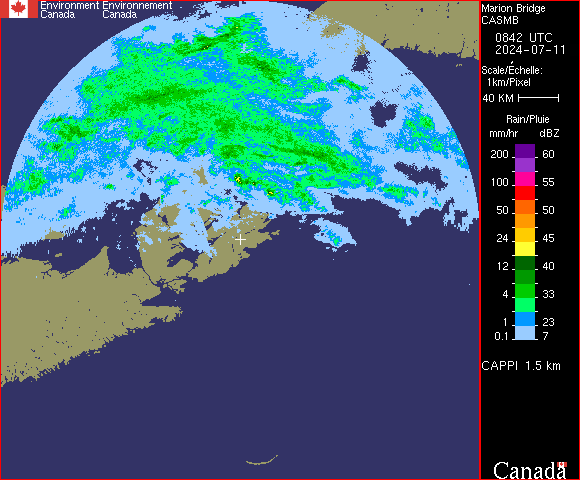 Environment Environnement
Canada Canada
Marion Bridge
CASMB
0842 UTC
2024-07-11
Scale/Échelle:
1km/Pixel
40 KM
Rain/Pluie
mm/hr dBZ
200 60
100 55
50 50
24 45
12 40
4 33
1 23
0.1 7
CAPPI 1.5 km
Canada